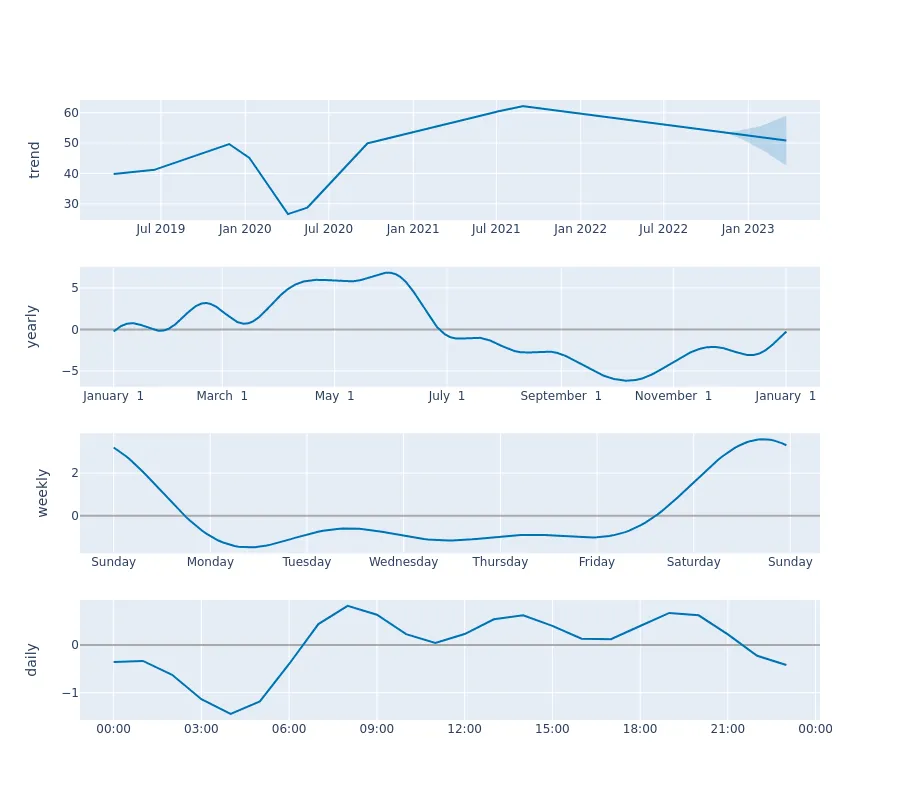 trend
60
50
40
30
Jul 2019 Jan 2020 Jul 2020 Jan 2021 Jul 2021 Jan 2022 Jul 2022 Jan 2023
yearly
5
0
−5
January 1 March 1 May 1 July 1 September 1 November 1 January 1
weekly
2
0
Sunday Monday Tuesday Wednesday Thursday Friday Saturday Sunday
daily
0
−1
00:00 03:00 06:00 09:00 12:00 15:00 18:00 21:00 00:00